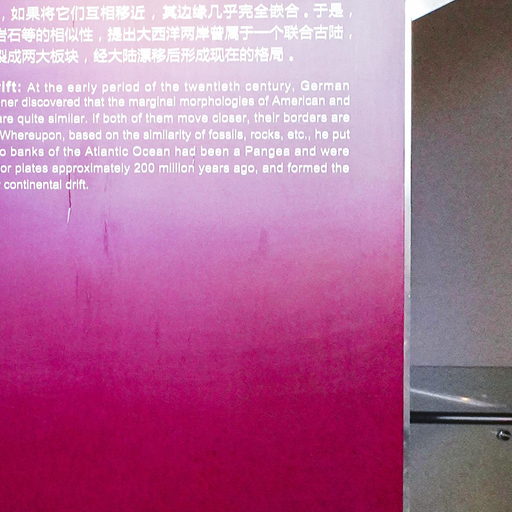 ，如果将它们互相移近，其边缘几乎完全嵌合。于是，
岩石等的相似性，提出大西洋两岸曾属于一个联合古陆，
裂成两大板块，经大陆漂移后形成现在的格局。
rift: At the early period of the twentieth century, German
ner discovered that the marginal morphologies of American and
are quite similar. If both of them move closer, their borders are
Whereupon, based on the similarity of fossils, rocks, etc., he put
o banks of the Atlantic Ocean had been a Pangea and were
or plates approximately 200 million years ago, and formed the
continental drift.